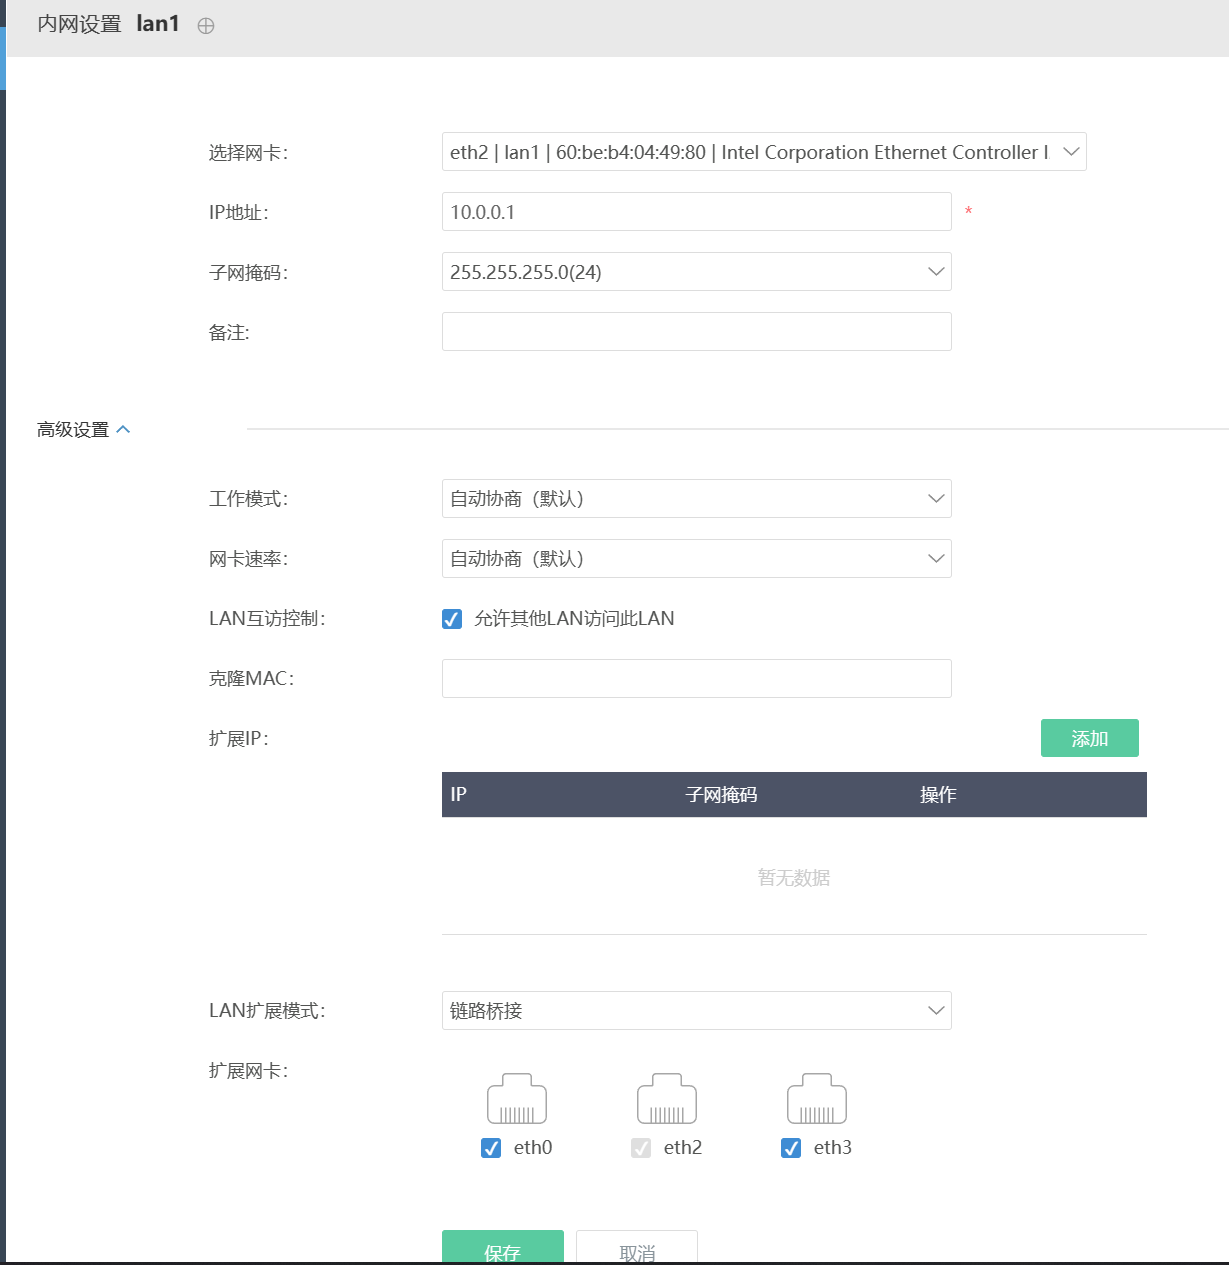 内网设置 lan1
选择网卡: eth2 | lan1 | 60:be:b4:04:49:80 | Intel Corporation Ethernet Controller I
IP地址: 10.0.0.1 *
子网掩码: 255.255.255.0(24)
备注:
高级设置
工作模式: 自动协商（默认）
网卡速率: 自动协商（默认）
LAN互访控制: 允许其他LAN访问此LAN
克隆MAC:
扩展IP: 添加
IP 子网掩码 操作
暂无数据
LAN扩展模式: 链路桥接
扩展网卡:
eth0 eth2 eth3
保存 取消